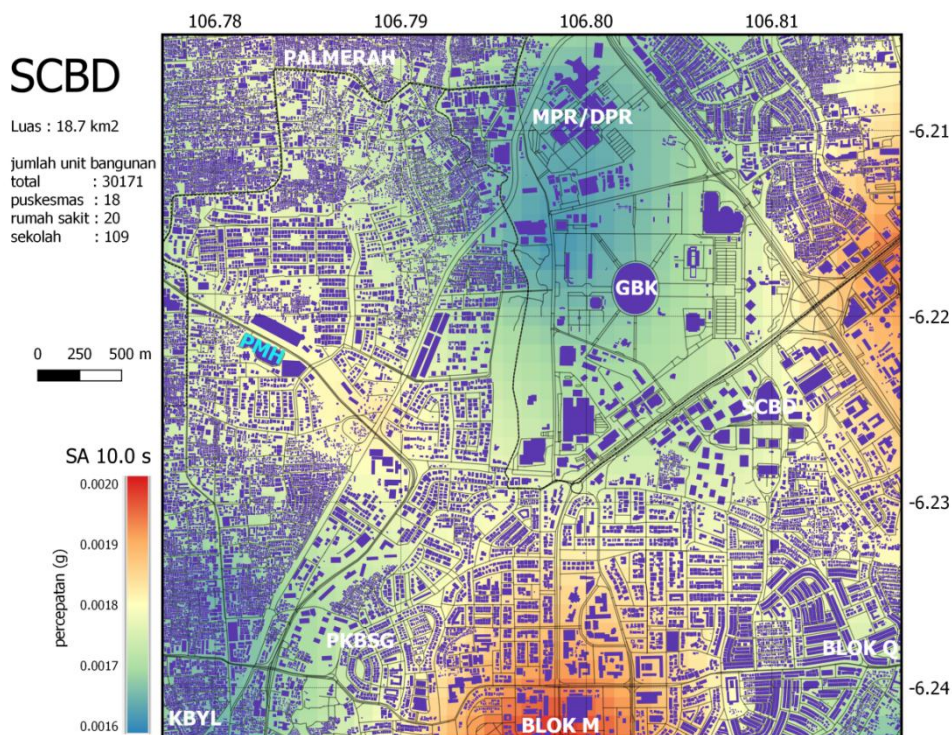 106.78 106.79 106.80 106.81
SCBD
Luas : 18.7 km2
jumlah unit bangunan
total : 30171
puskesmas : 18
rumah sakit : 20
sekolah : 109
0 250 500 m
SA 10.0 s
percepatan (g)
0.0020
0.0019
0.0018
0.0017
0.0016
PALMERAH
MPR/DPR
GBK
PMH
SCBD
PKBSG
BLOK Q
KBYL
BLOK M
-6.21
-6.22
-6.23
-6.24